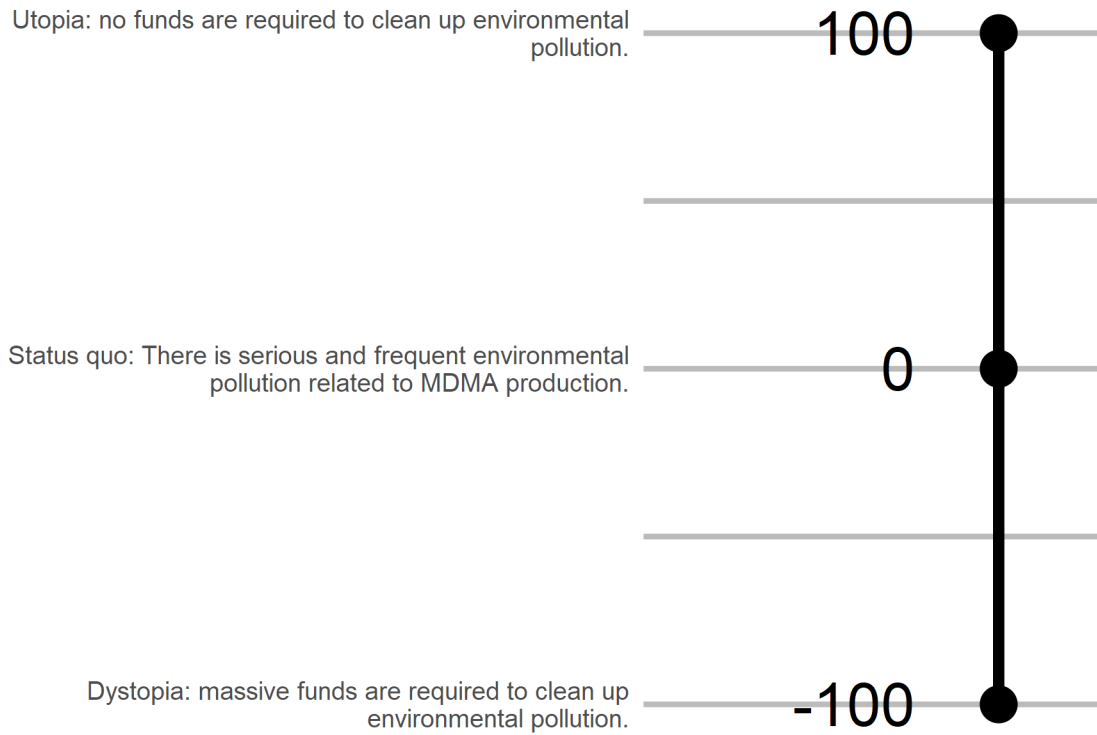 Utopia: no funds are required to clean up environmental
pollution.
100
Status quo: There is serious and frequent environmental
pollution related to MDMA production.
0
Dystopia: massive funds are required to clean up
environmental pollution.
-100